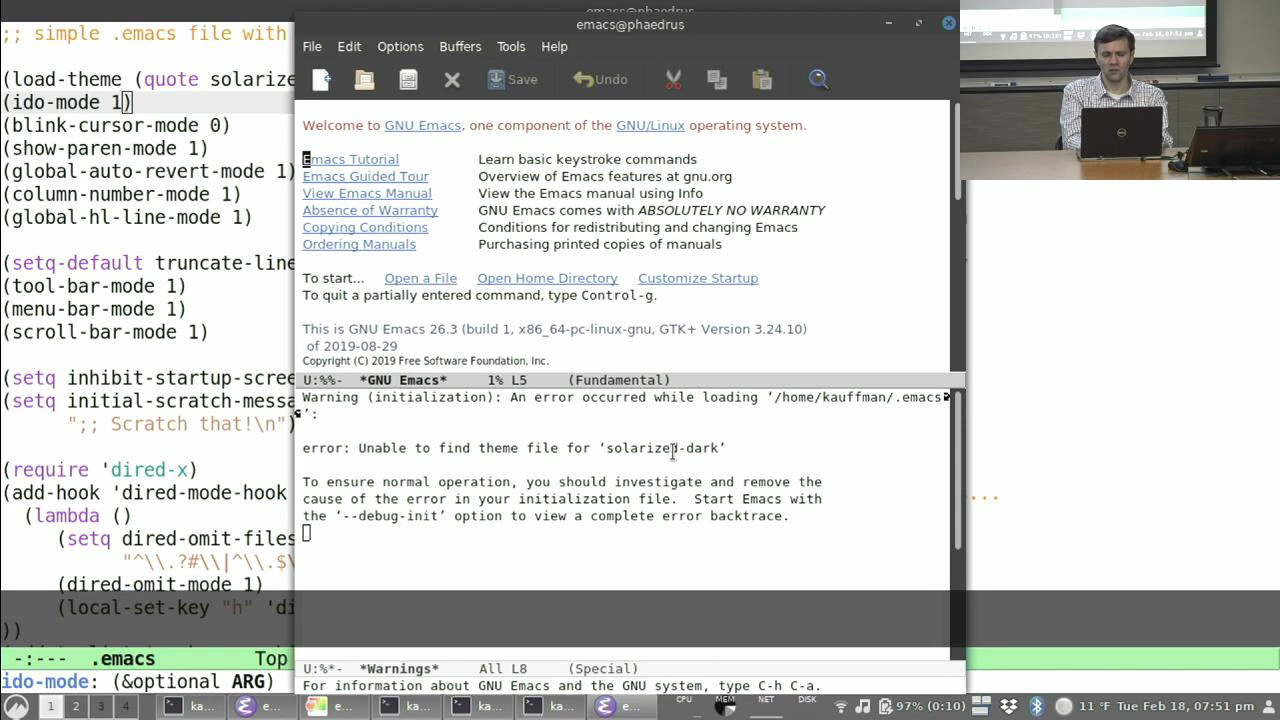 emacs@phaedrus
emacs@phaedrus
;; simple .emacs file with
(load-theme (quote solarize
(ido-mode 1)
(blink-cursor-mode 0)
(show-paren-mode 1)
(global-auto-revert-mode 1)
(column-number-mode 1)
(global-hl-line-mode 1)
(setq-default truncate-line
(tool-bar-mode 1)
(menu-bar-mode 1)
(scroll-bar-mode 1)
(setq inhibit-startup-scree
(setq initial-scratch-messa
";; Scratch that!\n")
(require 'dired-x)
(add-hook 'dired-mode-hook
(lambda ()
(setq dired-omit-files
"^\\.?#\\|^\\.$\
(dired-omit-mode 1)
(local-set-key "h" 'di
))
-:--- .emacs Top
ido-mode: (&optional ARG)
File Edit Options Buffers Tools Help
Save Undo
Welcome to GNU Emacs, one component of the GNU/Linux operating system.
Emacs Tutorial Learn basic keystroke commands
Emacs Guided Tour Overview of Emacs features at gnu.org
View Emacs Manual View the Emacs manual using Info
Absence of Warranty GNU Emacs comes with ABSOLUTELY NO WARRANTY
Copying Conditions Conditions for redistributing and changing Emacs
Ordering Manuals Purchasing printed copies of manuals
To start... Open a File Open Home Directory Customize Startup
To quit a partially entered command, type Control-g.
This is GNU Emacs 26.3 (build 1, x86_64-pc-linux-gnu, GTK+ Version 3.24.10)
of 2019-08-29
Copyright (C) 2019 Free Software Foundation, Inc.
U:%%- *GNU Emacs* 1% L5 (Fundamental)
Warning (initialization): An error occurred while loading ‘/home/kauffman/.emacs
’:
error: Unable to find theme file for ‘solarized-dark’
To ensure normal operation, you should investigate and remove the
cause of the error in your initialization file. Start Emacs with
the ‘--debug-init’ option to view a complete error backtrace.
U:%*- *Warnings* All L8 (Special)
For information about GNU Emacs and the GNU system, type C-h C-a.
...
1 2 3 4 ka... e... e... ka... ka... ka... e... CPU MEM NET DISK 97% (0:10) 11 °F Tue Feb 18, 07:51 pm
97% (0:10) Tue Feb 18, 07:51 pm